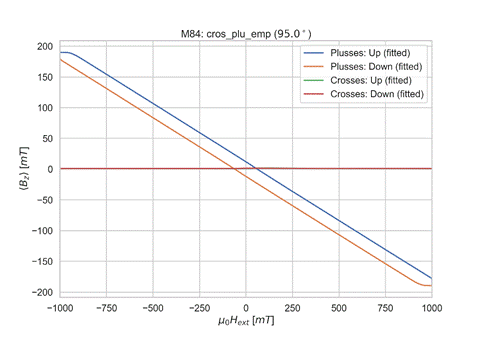 M84: cros_plu_emp (95.0°)
Plusses: Up (fitted)
Plusses: Down (fitted)
Crosses: Up (fitted)
Crosses: Down (fitted)
200
150
100
50
0
−50
−100
−150
−200
⟨B_z⟩ [mT]
−1000 −750 −500 −250 0 250 500 750 1000
μ₀H_ext [mT]